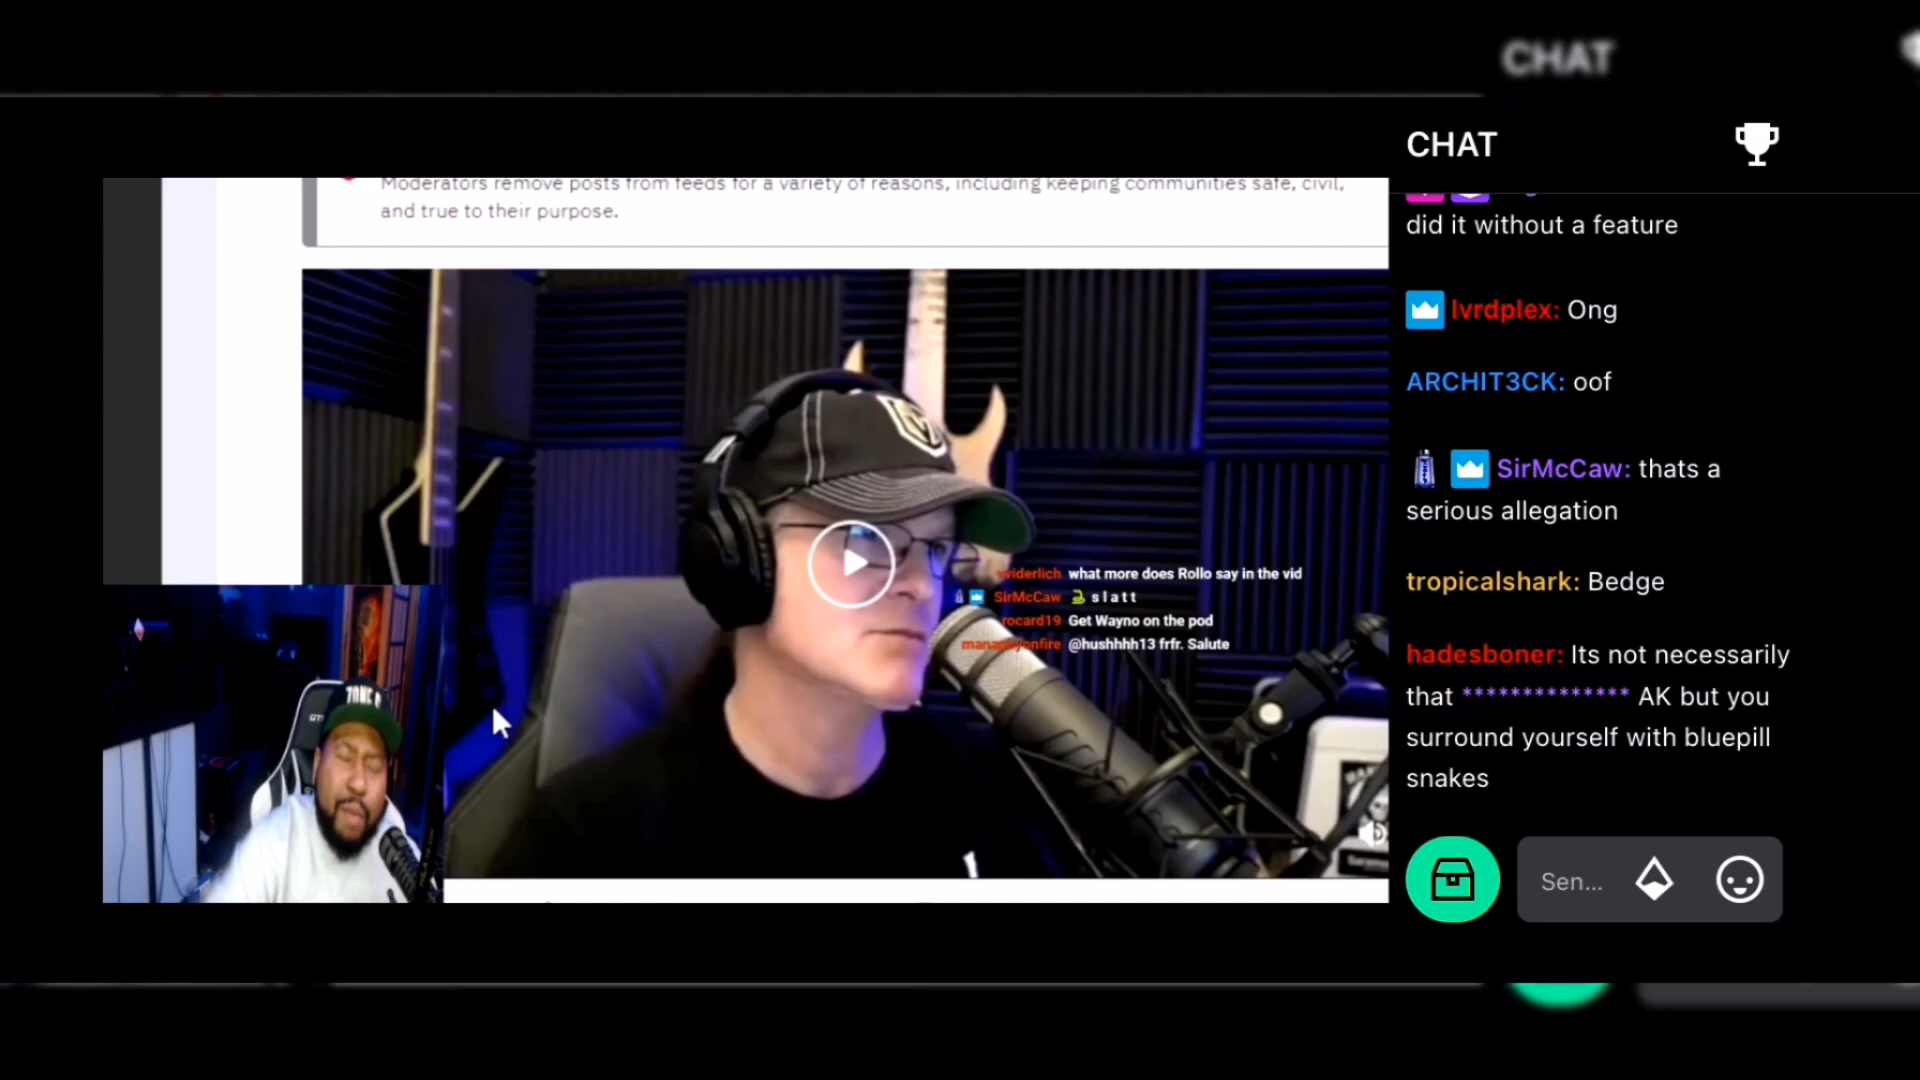 CHAT
CHAT
Moderators remove posts from feeds for a variety of reasons, including keeping communities safe, civil,
and true to their purpose.
what more does Rollo say in the vid
SirMcCaw s l a t t
rocard19 Get Wayno on the pod
@hushhhh13 frfr. Salute
did it without a feature
lvrdplex: Ong
ARCHIT3CK: oof
SirMcCaw: thats a
serious allegation
tropicalshark: Bedge
hadesboner: Its not necessarily
that ************** AK but you
surround yourself with bluepill
snakes
Sen...